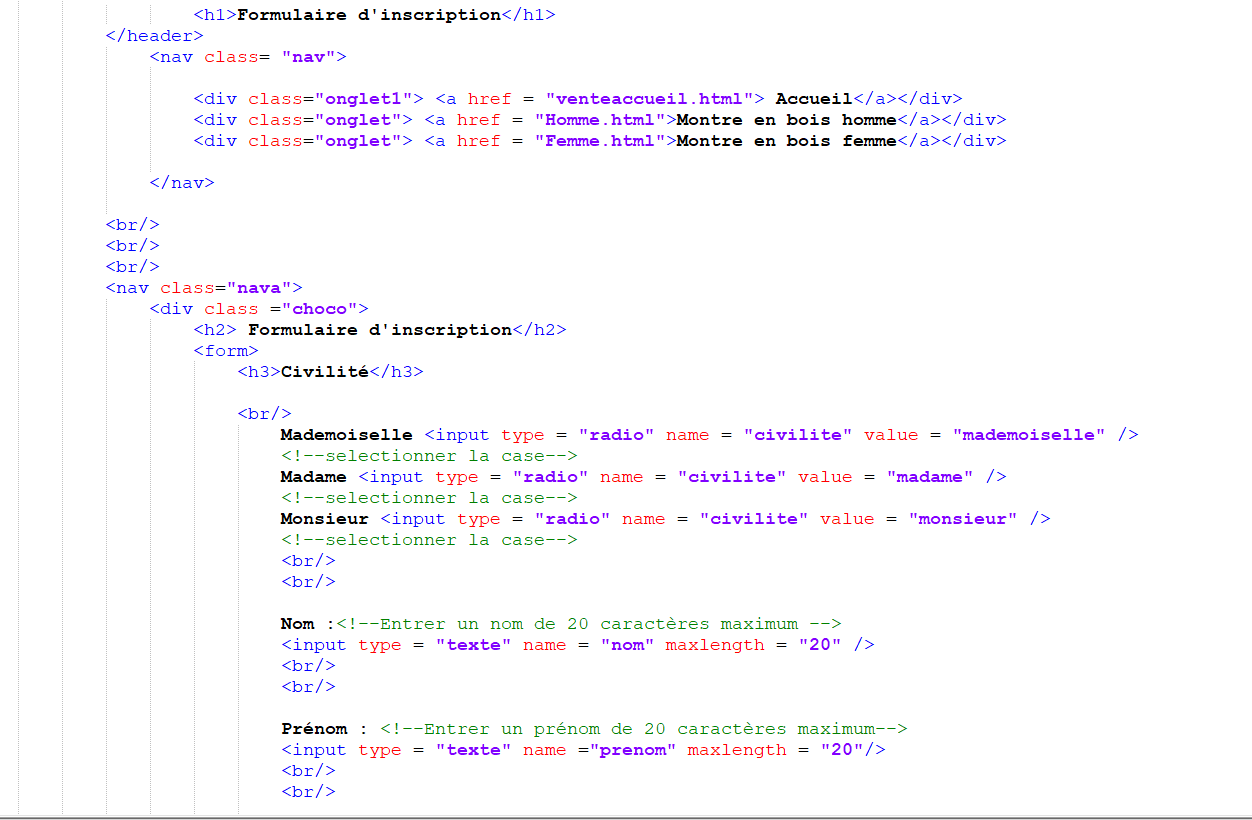 <h1>Formulaire d'inscription</h1>
</header>
<nav class= "nav">
<div class="onglet1"> <a href = "venteaccueil.html"> Accueil</a></div>
<div class="onglet"> <a href = "Homme.html">Montre en bois homme</a></div>
<div class="onglet"> <a href = "Femme.html">Montre en bois femme</a></div>
</nav>
<br/>
<br/>
<br/>
<nav class="nava">
<div class ="choco">
<h2> Formulaire d'inscription</h2>
<form>
<h3>Civilité</h3>
<br/>
Mademoiselle <input type = "radio" name = "civilite" value = "mademoiselle" />
<!--selectionner la case-->
Madame <input type = "radio" name = "civilite" value = "madame" />
<!--selectionner la case-->
Monsieur <input type = "radio" name = "civilite" value = "monsieur" />
<!--selectionner la case-->
<br/>
<br/>
Nom :<!--Entrer un nom de 20 caractères maximum -->
<input type = "texte" name = "nom" maxlength = "20" />
<br/>
<br/>
Prénom : <!--Entrer un prénom de 20 caractères maximum-->
<input type = "texte" name ="prenom" maxlength = "20"/>
<br/>
<br/>